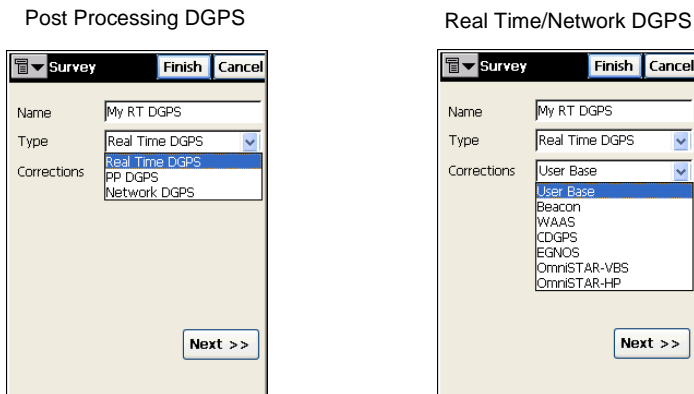 Post Processing DGPS
Survey Finish Cancel
Name My RT DGPS
Type Real Time DGPS
Real Time DGPS
Corrections
PP DGPS
Network DGPS
Next >>
Real Time/Network DGPS
Survey Finish Cancel
Name My RT DGPS
Type Real Time DGPS
Corrections User Base
User Base
Beacon
WAAS
CDGPS
EGNOS
OmniSTAR-VBS
OmniSTAR-HP
Next >>